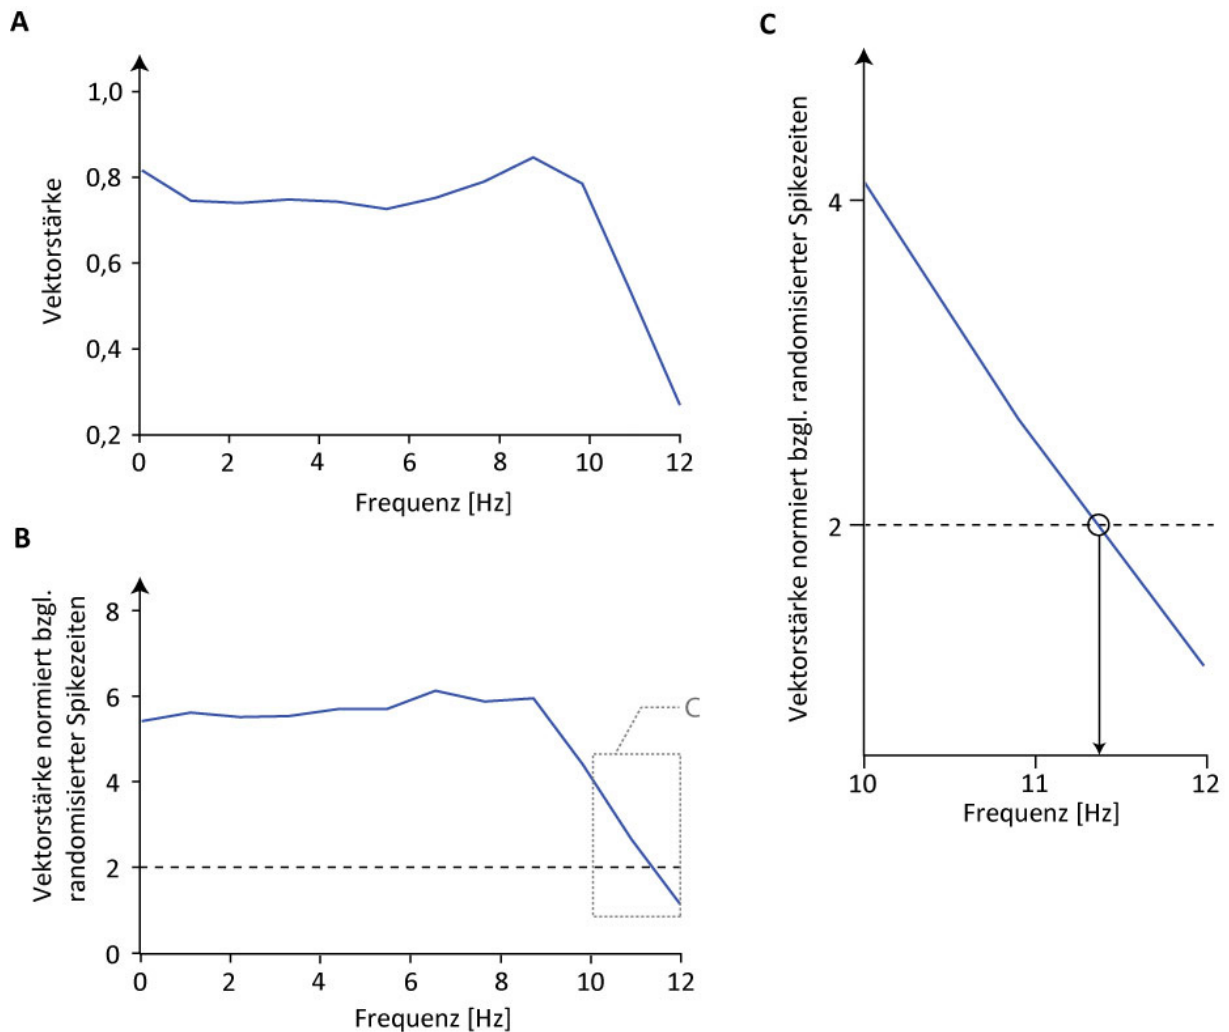 A
1,0
0,8
0,6
0,4
0,2
Vektorstärke
0 2 4 6 8 10 12
Frequenz [Hz]
B
8
6
4
2
0
Vektorstärke normiert bzgl.
randomisierter Spikezeiten
C
0 2 4 6 8 10 12
Frequenz [Hz]
C
4
2
Vektorstärke normiert bzgl. randomisierter Spikezeiten
10 11 12
Frequenz [Hz]